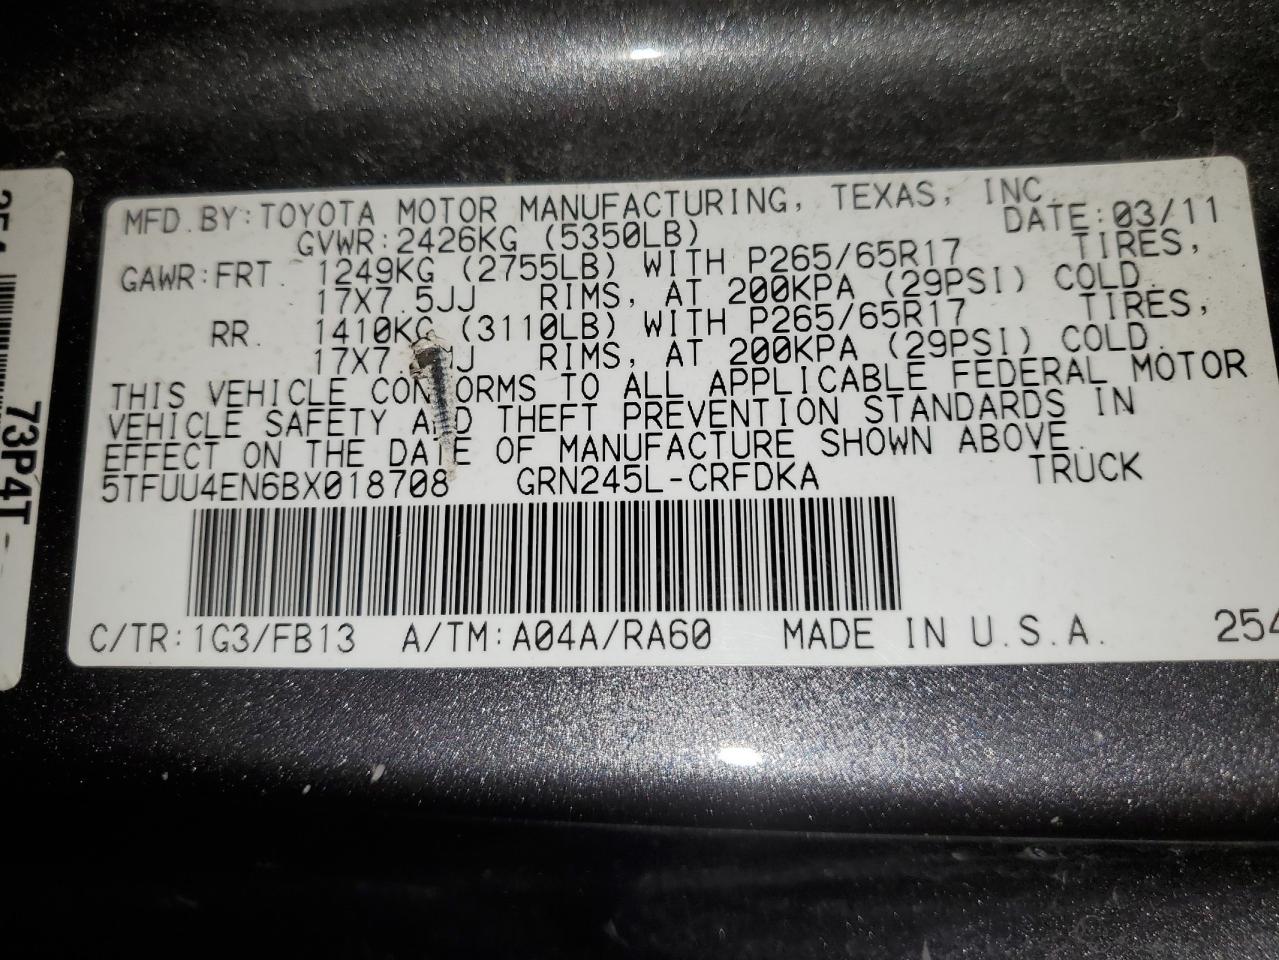 MFD.BY:TOYOTA MOTOR MANUFACTURING, TEXAS, INC.
GVWR:2426KG (5350LB) DATE:03/11
GAWR:FRT. 1249KG (2755LB) WITH P265/65R17 TIRES,
17X7.5JJ RIMS, AT 200KPA (29PSI) COLD.
RR. 1410KG (3110LB) WITH P265/65R17 TIRES,
17X7. JJ RIMS, AT 200KPA (29PSI) COLD.
THIS VEHICLE CONFORMS TO ALL APPLICABLE FEDERAL MOTOR
VEHICLE SAFETY AND THEFT PREVENTION STANDARDS IN
EFFECT ON THE DATE OF MANUFACTURE SHOWN ABOVE.
5TFUU4EN6BX018708 GRN245L-CRFDKA TRUCK
C/TR:1G3/FB13 A/TM:A04A/RA60 MADE IN U.S.A. 254
73P4T